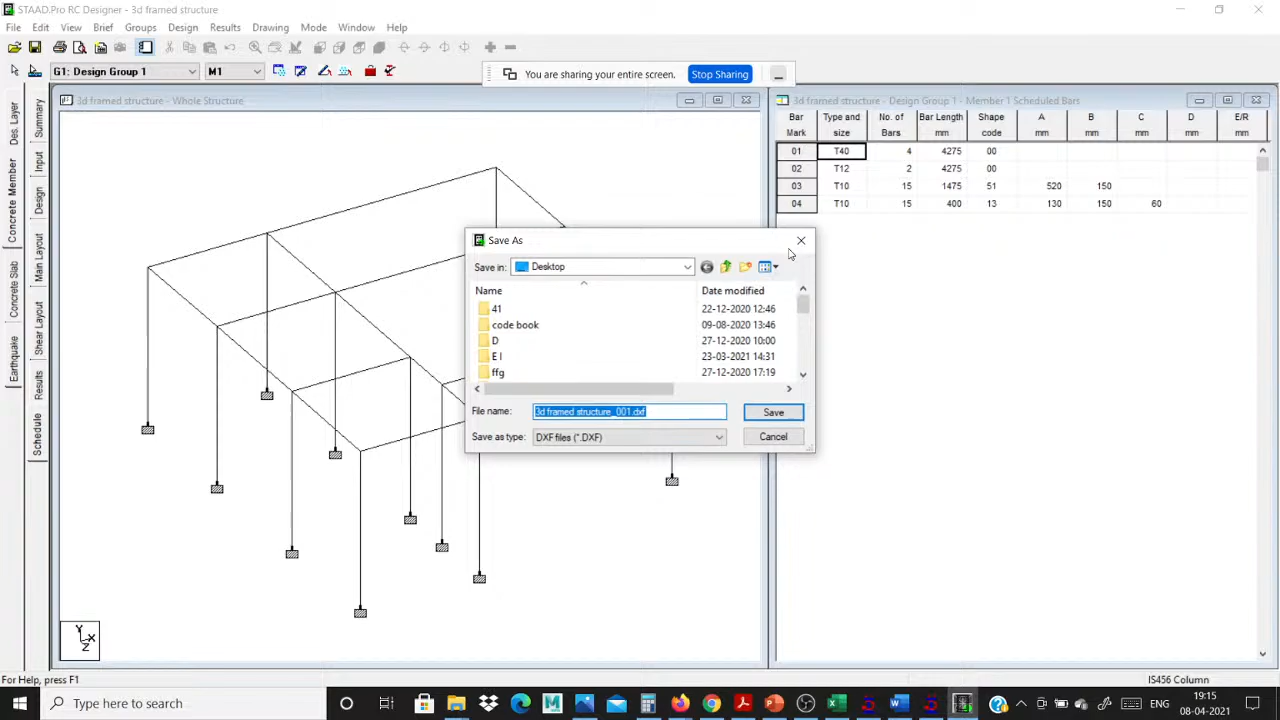 STAAD.Pro RC Designer - 3d framed structure
File Edit View Brief Groups Design Results Drawing Mode Window Help
G1: Design Group 1 M1
You are sharing your entire screen. Stop Sharing
Des. Layer
Concrete Member
Concrete Slab
Earthquake
Summary
Input
Design
Main Layout
Shear Layout
Results
Schedule
3d framed structure - Whole Structure
3d framed structure - Design Group 1 - Member 1 Scheduled Bars
Bar Type and No. of Bar Length Shape A B C D E/R
Mark size Bars mm code mm mm mm mm mm
01 T40 4 4275 00
02 T12 2 4275 00
03 T10 15 1475 51 520 150
04 T10 15 400 13 130 150 60
Save As
Save in: Desktop
Name Date modified
41 22-12-2020 12:46
code book 09-08-2020 13:46
D 27-12-2020 10:00
E l 23-03-2021 14:31
ffg 27-12-2020 17:19
File name: 3d framed structure_001.dxf Save
Save as type: DXF files (*.DXF) Cancel
Y
X
Z
For Help, press F1 IS456 Column
Type here to search
ENG
19:15
08-04-2021